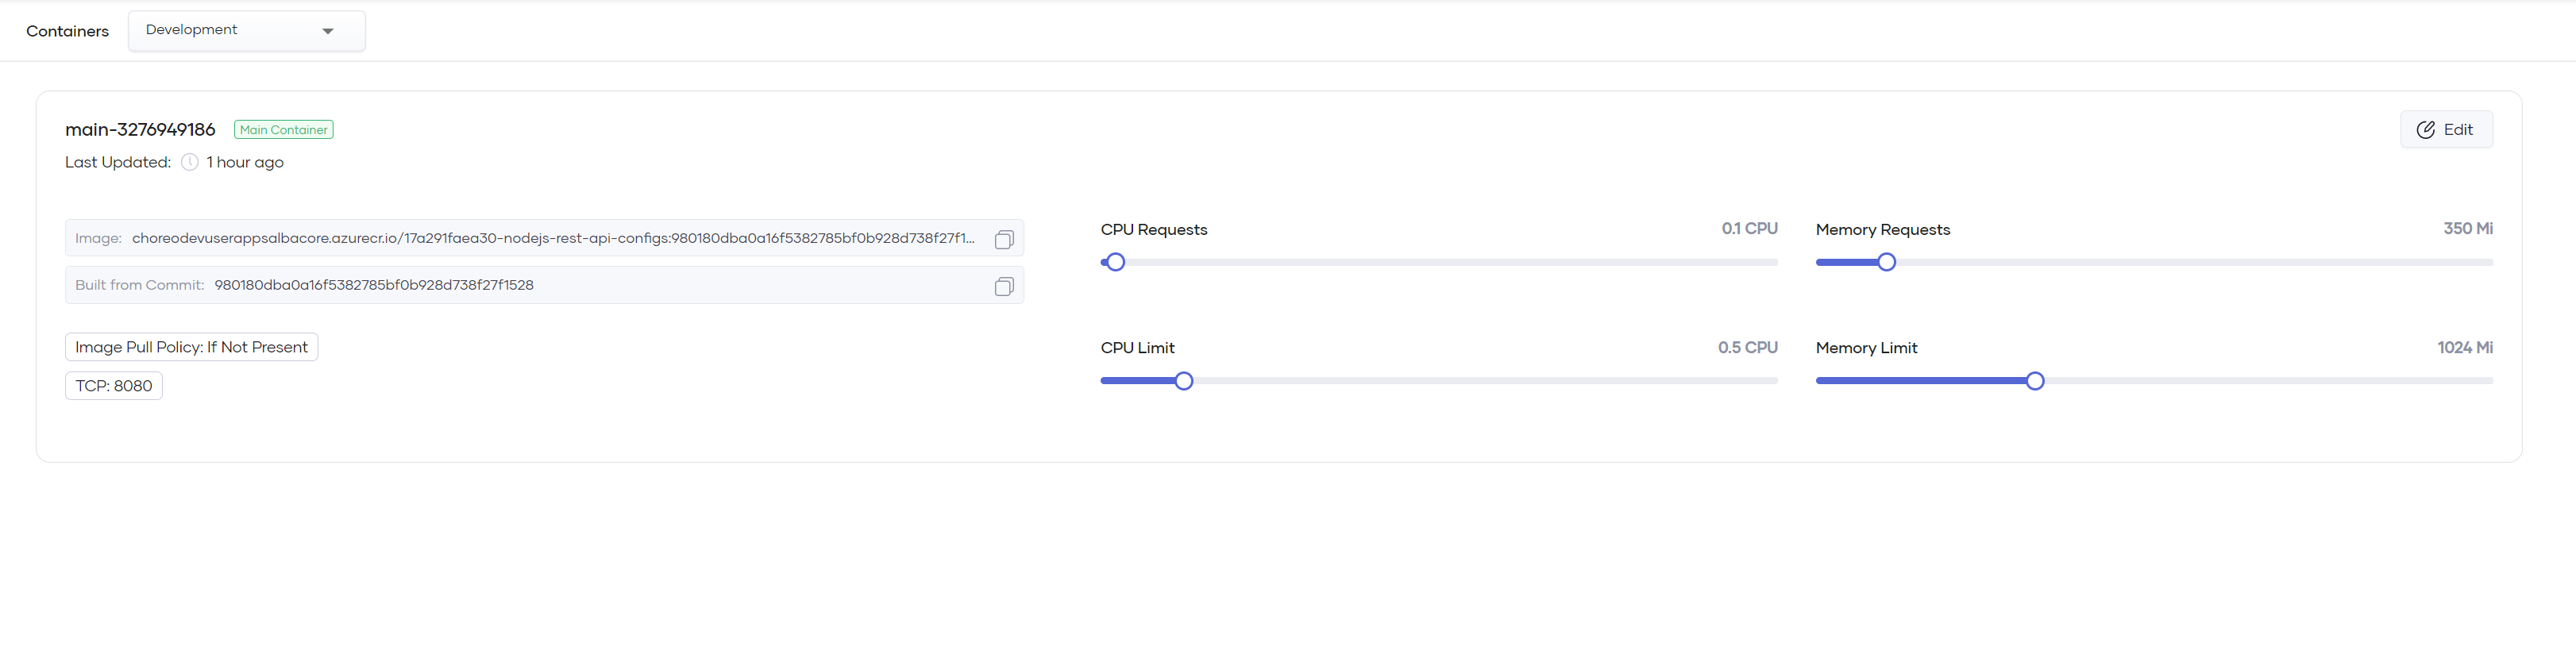 Containers
Development
main-3276949186
Main Container
Edit
Last Updated: 1 hour ago
Image: choreodevuserappsalbacore.azurecr.io/17a291faea30-nodejs-rest-api-configs:980180dba0a16f5382785bf0b928d738f27f1...
Built from Commit: 980180dba0a16f5382785bf0b928d738f27f1528
Image Pull Policy: If Not Present
TCP: 8080
CPU Requests 0.1 CPU
Memory Requests 350 Mi
CPU Limit 0.5 CPU
Memory Limit 1024 Mi